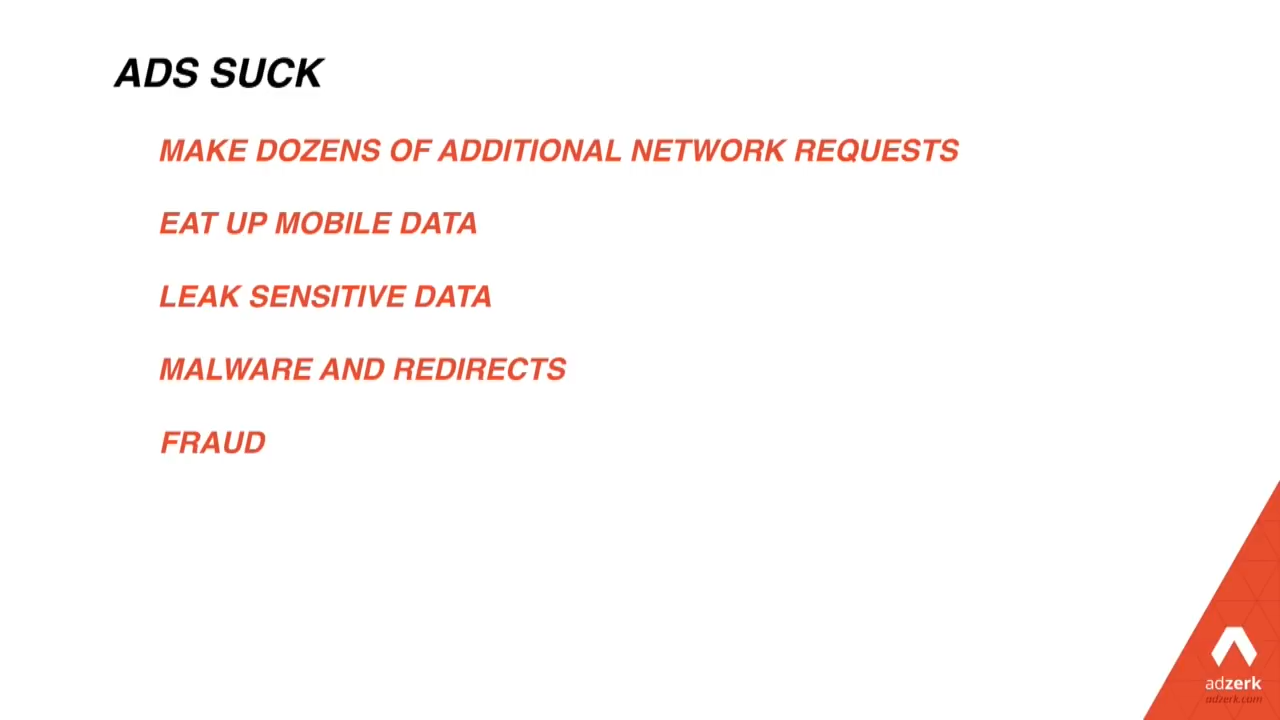 ADS SUCK
MAKE DOZENS OF ADDITIONAL NETWORK REQUESTS
EAT UP MOBILE DATA
LEAK SENSITIVE DATA
MALWARE AND REDIRECTS
FRAUD
adzerk
adzerk.com